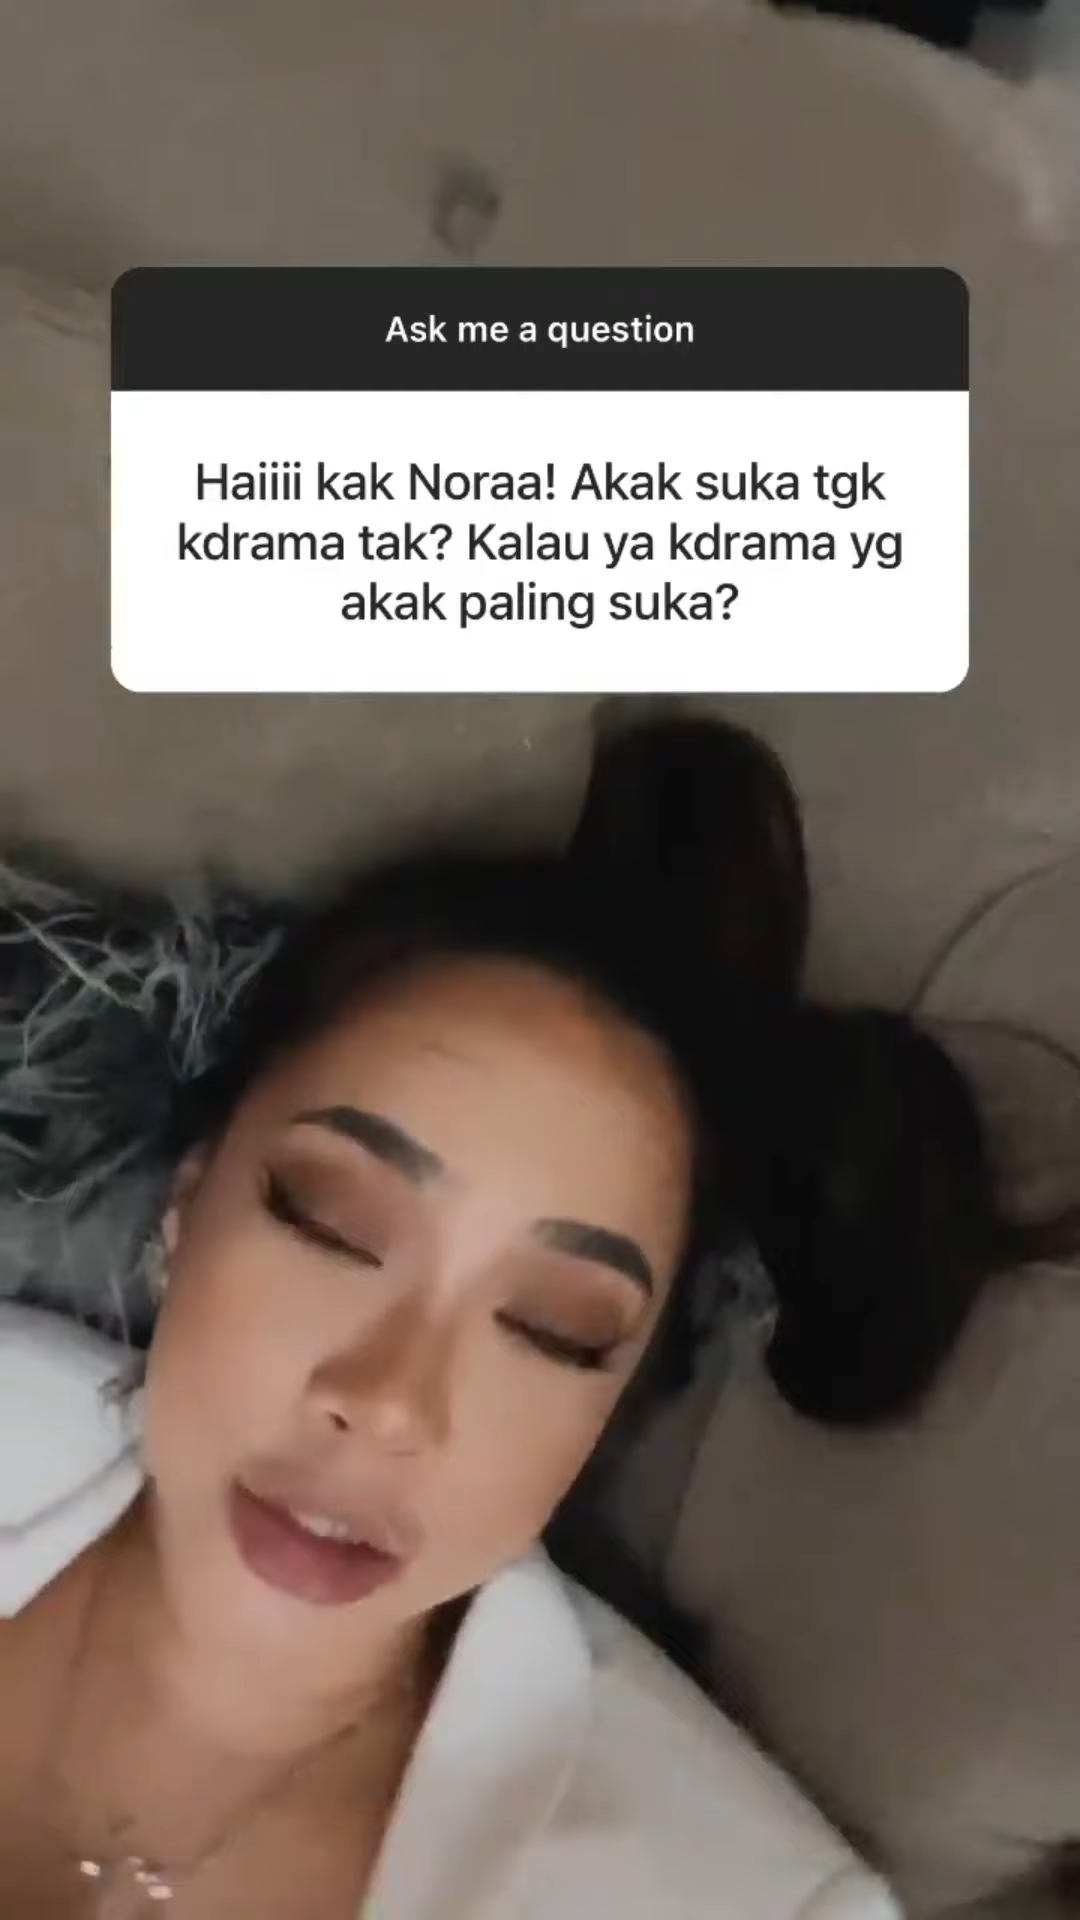 Ask me a question
Haiiii kak Noraa! Akak suka tgk
kdrama tak? Kalau ya kdrama yg
akak paling suka?